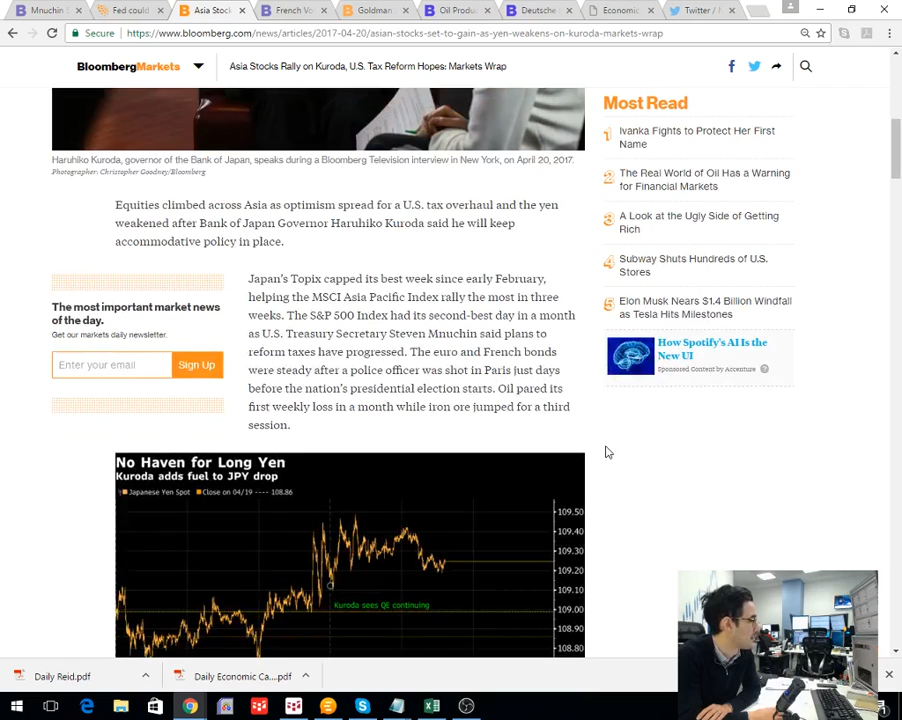 Mnuchin
Fed could
Asia Stoc
French Vo
Goldman
Oil Produ
Deutsche
Economic
Twitter /
Secure
https://www.bloomberg.com/news/articles/2017-04-20/asian-stocks-set-to-gain-as-yen-weakens-on-kuroda-markets-wrap
BloombergMarkets
Asia Stocks Rally on Kuroda, U.S. Tax Reform Hopes: Markets Wrap
Haruhiko Kuroda, governor of the Bank of Japan, speaks during a Bloomberg Television interview in New York, on April 20, 2017.
Photographer: Christopher Goodney/Bloomberg
Equities climbed across Asia as optimism spread for a U.S. tax overhaul and the yen
weakened after Bank of Japan Governor Haruhiko Kuroda said he will keep
accommodative policy in place.
The most important market news
of the day.
Get our markets daily newsletter.
Enter your email
Sign Up
Japan's Topix capped its best week since early February,
helping the MSCI Asia Pacific Index rally the most in three
weeks. The S&P 500 Index had its second-best day in a month
as U.S. Treasury Secretary Steven Mnuchin said plans to
reform taxes have progressed. The euro and French bonds
were steady after a police officer was shot in Paris just days
before the nation's presidential election starts. Oil pared its
first weekly loss in a month while iron ore jumped for a third
session.
No Haven for Long Yen
Kuroda adds fuel to JPY drop
Japanese Yen Spot
Close on 04/19 ---- 108.86
109.50
109.40
109.30
109.20
109.10
109.00
108.90
108.80
Kuroda sees QE continuing
Most Read
1 Ivanka Fights to Protect Her First
Name
2 The Real World of Oil Has a Warning
for Financial Markets
3 A Look at the Ugly Side of Getting
Rich
4 Subway Shuts Hundreds of U.S.
Stores
5 Elon Musk Nears $1.4 Billion Windfall
as Tesla Hits Milestones
How Spotify's AI Is the
New UI
Sponsored Content by Accenture
Daily Reid.pdf
Daily Economic Ca....pdf